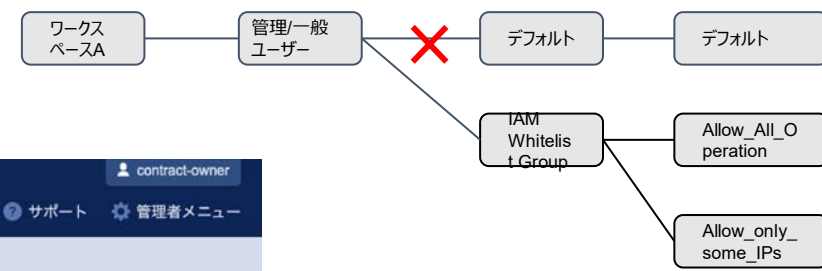 ワークス
ペースA
管理/一般
ユーザー
デフォルト
デフォルト
IAM
Whitelis
t Group
Allow_All_O
peration
Allow_only_
some_IPs
contract-owner
サポート
管理者メニュー